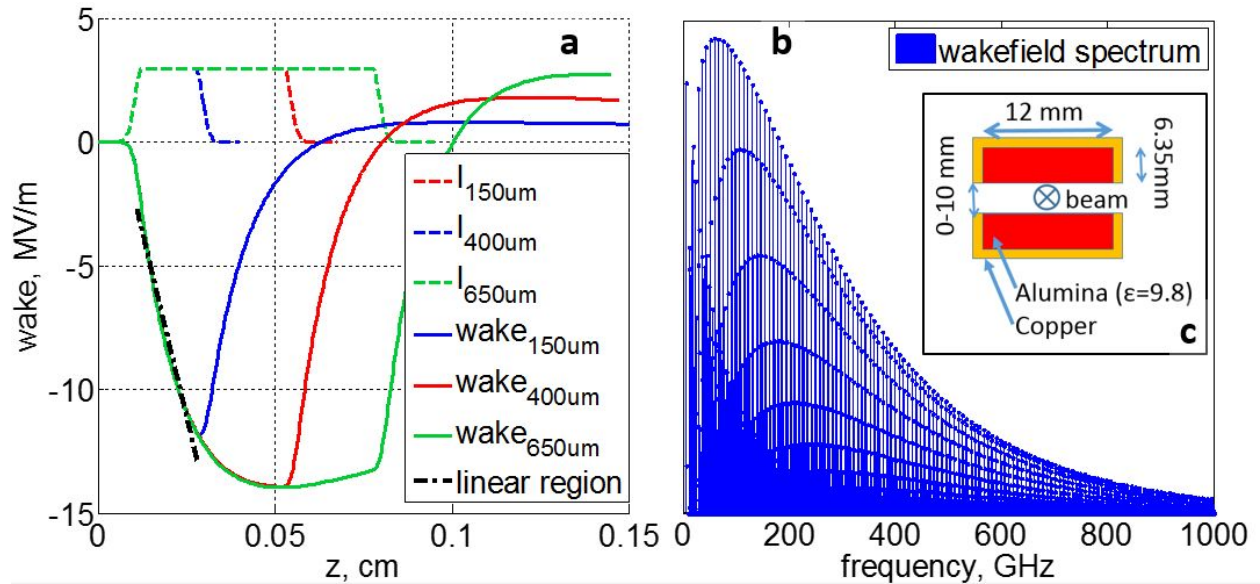 a
5
0
-5
-10
-15
wake, MV/m
0
0.05
0.1
0.15
z, cm
I150um
I400um
I650um
wake150um
wake400um
wake650um
linear region
b
wakefield spectrum
12 mm
0-10 mm
6.35mm
beam
Alumina (ε=9.8)
Copper
c
0
200
400
600
800
1000
frequency, GHz